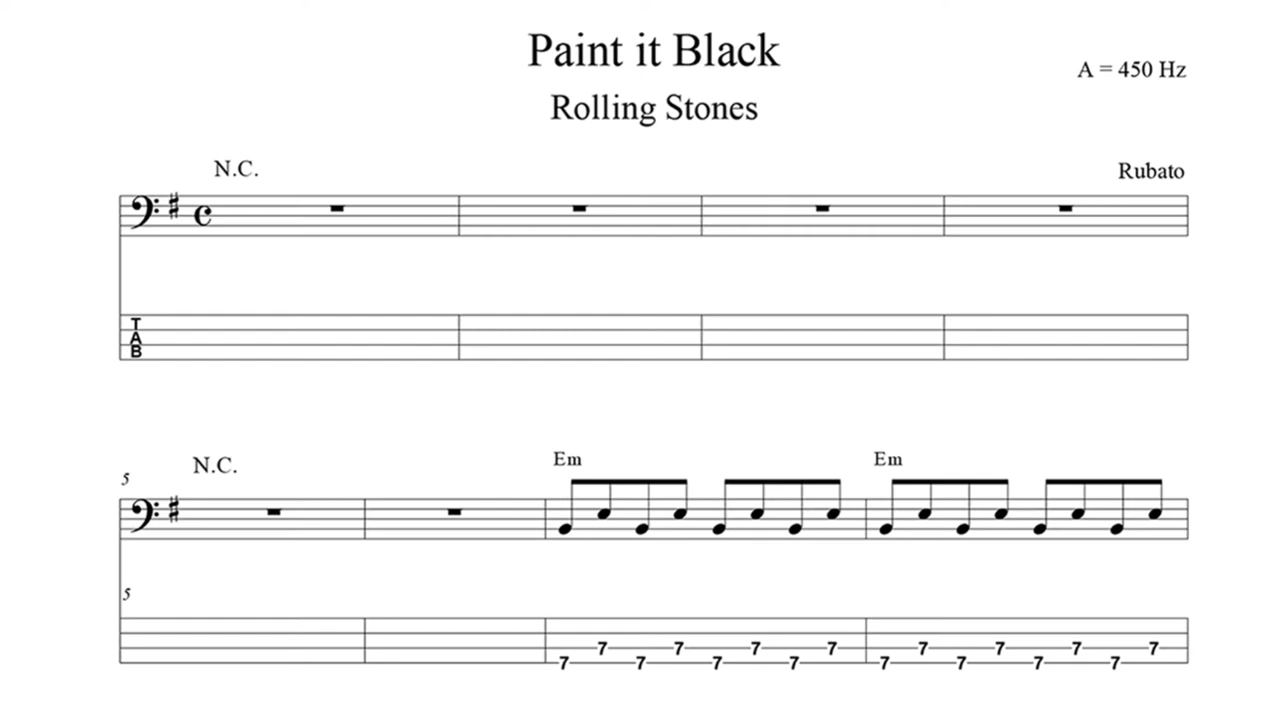 Paint it Black
A = 450 Hz
Rolling Stones
N.C.
Rubato
T
A
B
N.C.
Em
Em
5
5
7 7 7 7 7 7 7 7
7 7 7 7 7 7 7 7